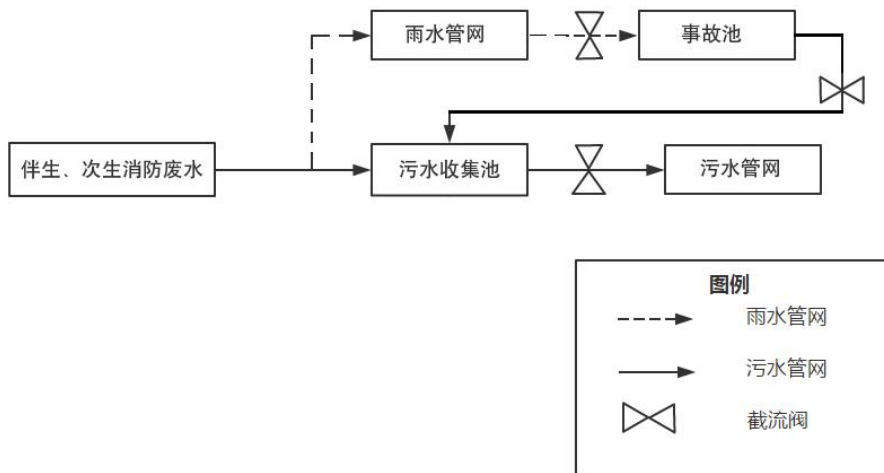 雨水管网
事故池
伴生、次生消防废水
污水收集池
污水管网
图例
雨水管网
污水管网
截流阀